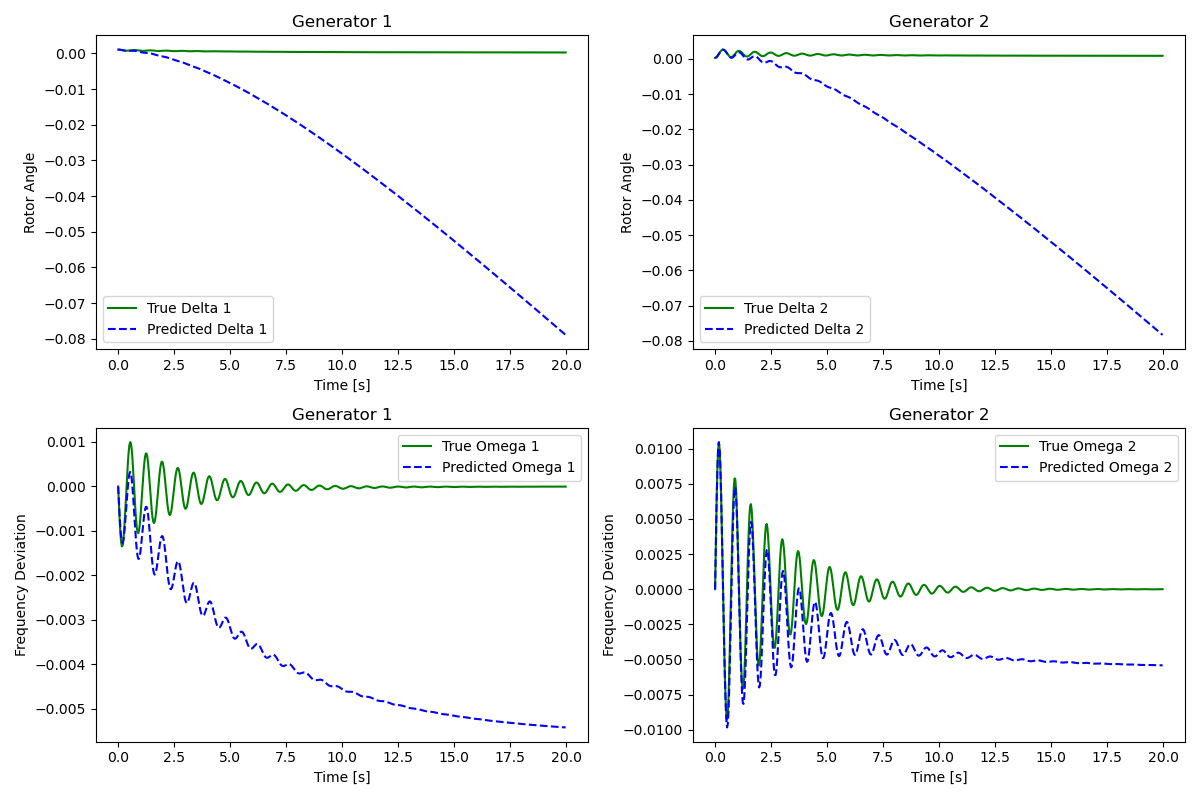 Generator 1
0.00
−0.01
−0.02
−0.03
−0.04
−0.05
−0.06
−0.07
−0.08
Rotor Angle
True Delta 1
Predicted Delta 1
0.0 2.5 5.0 7.5 10.0 12.5 15.0 17.5 20.0
Time [s]
Generator 2
0.00
−0.01
−0.02
−0.03
−0.04
−0.05
−0.06
−0.07
−0.08
Rotor Angle
True Delta 2
Predicted Delta 2
0.0 2.5 5.0 7.5 10.0 12.5 15.0 17.5 20.0
Time [s]
Generator 1
0.001
0.000
−0.001
−0.002
−0.003
−0.004
−0.005
Frequency Deviation
True Omega 1
Predicted Omega 1
0.0 2.5 5.0 7.5 10.0 12.5 15.0 17.5 20.0
Time [s]
Generator 2
0.0100
0.0075
0.0050
0.0025
0.0000
−0.0025
−0.0050
−0.0075
−0.0100
Frequency Deviation
True Omega 2
Predicted Omega 2
0.0 2.5 5.0 7.5 10.0 12.5 15.0 17.5 20.0
Time [s]